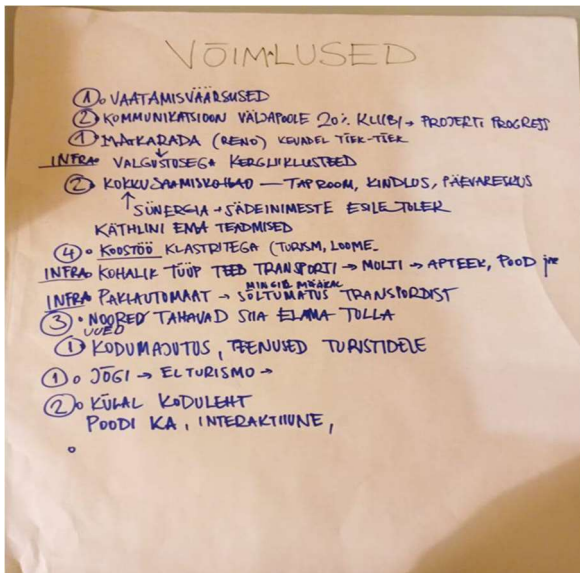 VÕIMLUSED
① VAATAMISVÄÄRSUSED
② KOMMUNIKATSIOON VÄLJAPOOLE 20% KLUBI → PROJEKTI PROGRESS
① MATKARADA (RENO) KEVADEL TIEK-TIEK
INFRA VALGUSTUSEGA KERGLIIKLUSTEED
② KOKKUSAAMISKOHAD — TAPROOM, KINDLUS, PÄEVAKESKUS
↑ SÜNERGIA → SÄDEINIMESTE ESILE TOLEK
KÄTHLINI EMA TEADMISED
④ KOOSTÖÖ KLASTRITEGA (TURISM, LOOME
INFRA KOHALIK TÜÜP TEEB TRANSPORTI → MOLTI → APTEEK, POOD jne
MINGIL MÄÄRAL
INFRA PAKIAUTOMAAT → SÕLTUMATUS TRANSPORDIST
③ NOORED TAHAVAD SIIA ELAMA TULLA
UUED
① KODUMAJUTUS, TEENUSED TURISTIDELE
① JÕGI → ELTURISMO →
② KÜLAL KODULEHT
POODI KA, INTERAKTIIVNE,